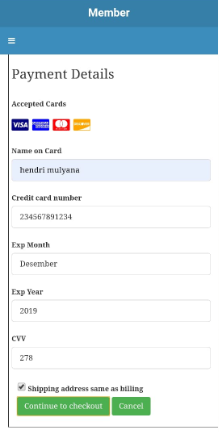 Member
Payment Details
Accepted Cards
VISA
Name on Card
hendri mulyana
Credit card number
234567891234
Exp Month
Desember
Exp Year
2019
CVV
278
Shipping address same as billing
Continue to checkout Cancel